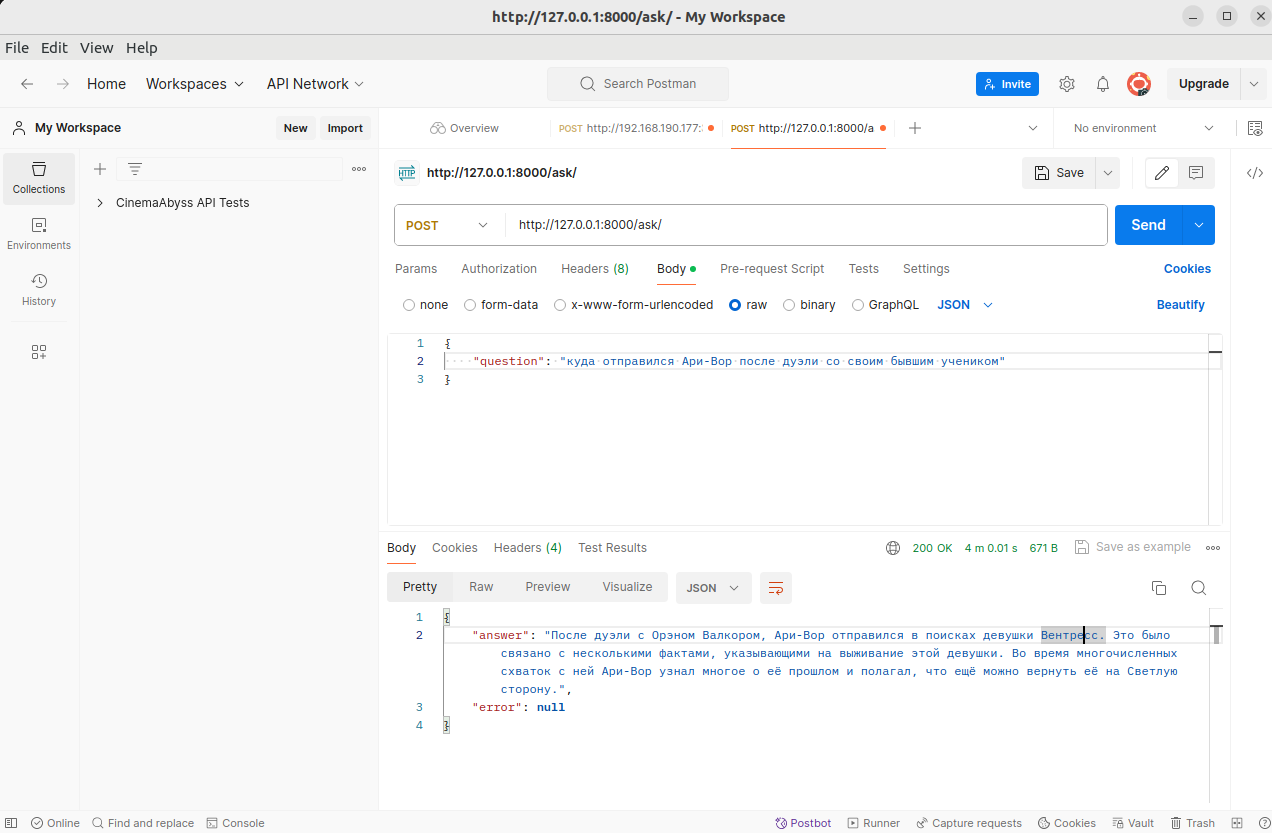 http://127.0.0.1:8000/ask/ - My Workspace
File Edit View Help
Home Workspaces API Network Search Postman Invite Upgrade
My Workspace New Import Overview POST http://192.168.190.177: POST http://127.0.0.1:8000/a No environment
Collections
CinemaAbyss API Tests
Environments
History
HTTP http://127.0.0.1:8000/ask/ Save
POST http://127.0.0.1:8000/ask/ Send
Params Authorization Headers (8) Body Pre-request Script Tests Settings Cookies
none form-data x-www-form-urlencoded raw binary GraphQL JSON Beautify
1 {
2 ····"question":·"куда·отправился·Ари-Вор·после·дуэли·со·своим·бывшим·учеником"
3 }
Body Cookies Headers (4) Test Results 200 OK 4 m 0.01 s 671 B Save as example
Pretty Raw Preview Visualize JSON
1 {
2 "answer": "После дуэли с Орэном Валкором, Ари-Вор отправился в поисках девушки Вентресс. Это было
связано с несколькими фактами, указывающими на выживание этой девушки. Во время многочисленных
схваток с ней Ари-Вор узнал многое о её прошлом и полагал, что ещё можно вернуть её на Светлую
сторону.",
3 "error": null
4 }
Online Find and replace Console Postbot Runner Capture requests Cookies Vault Trash